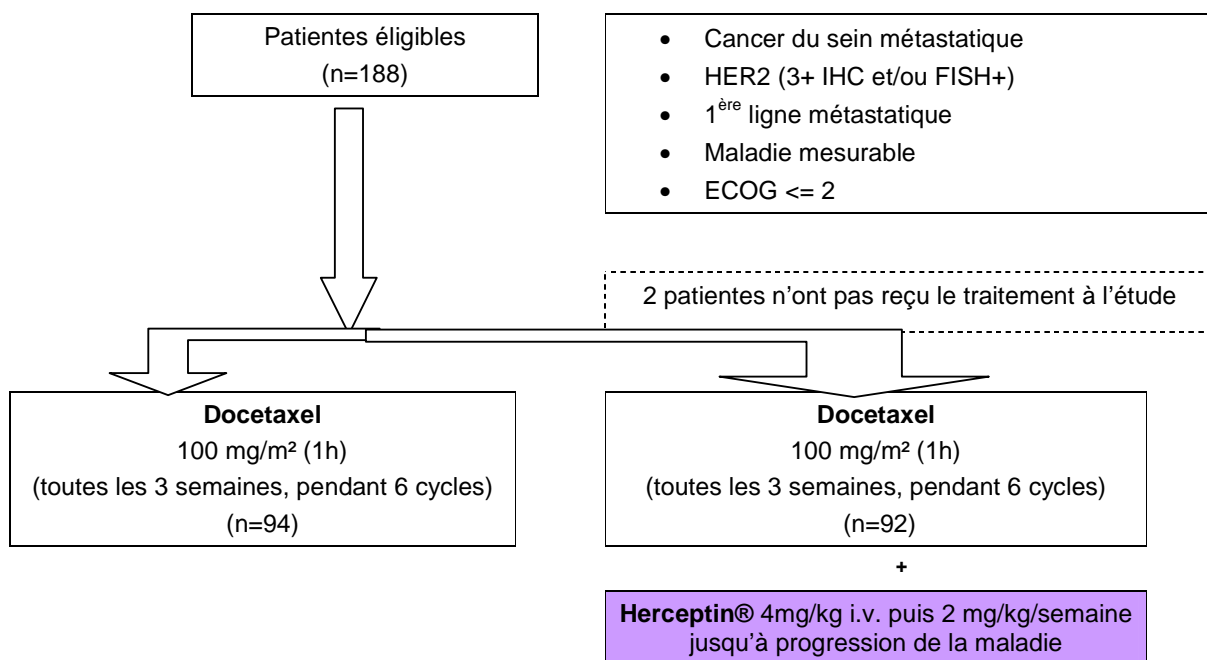 Patientes éligibles
(n=188)
• Cancer du sein métastatique
• HER2 (3+ IHC et/ou FISH+)
• 1ère ligne métastatique
• Maladie mesurable
• ECOG <= 2
2 patientes n’ont pas reçu le traitement à l’étude
Docetaxel
100 mg/m² (1h)
(toutes les 3 semaines, pendant 6 cycles)
(n=94)
Docetaxel
100 mg/m² (1h)
(toutes les 3 semaines, pendant 6 cycles)
(n=92)
+
Herceptin® 4mg/kg i.v. puis 2 mg/kg/semaine
jusqu’à progression de la maladie